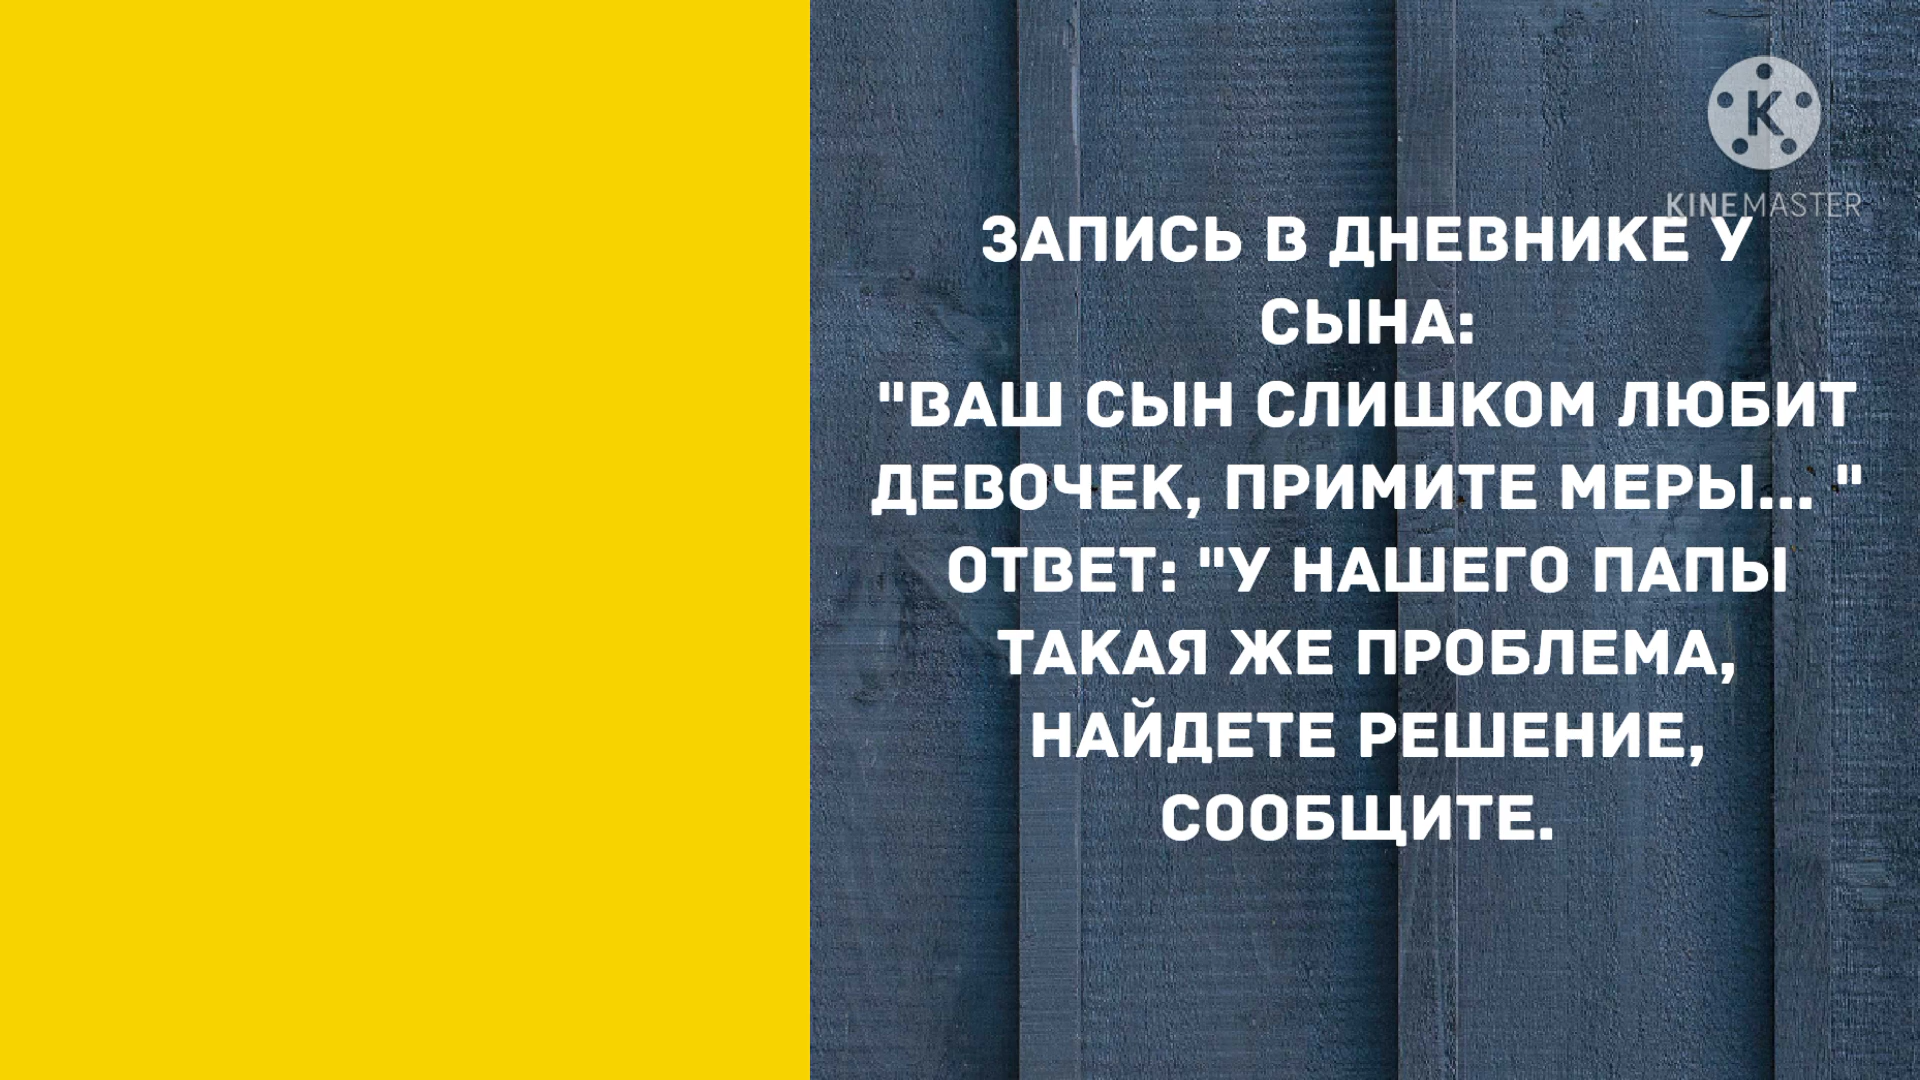 KINEMASTER
ЗАПИСЬ В ДНЕВНИКЕ У
СЫНА:
"ВАШ СЫН СЛИШКОМ ЛЮБИТ
ДЕВОЧЕК, ПРИМИТЕ МЕРЫ... "
ОТВЕТ: "У НАШЕГО ПАПЫ
ТАКАЯ ЖЕ ПРОБЛЕМА,
НАЙДЕТЕ РЕШЕНИЕ,
СООБЩИТЕ.